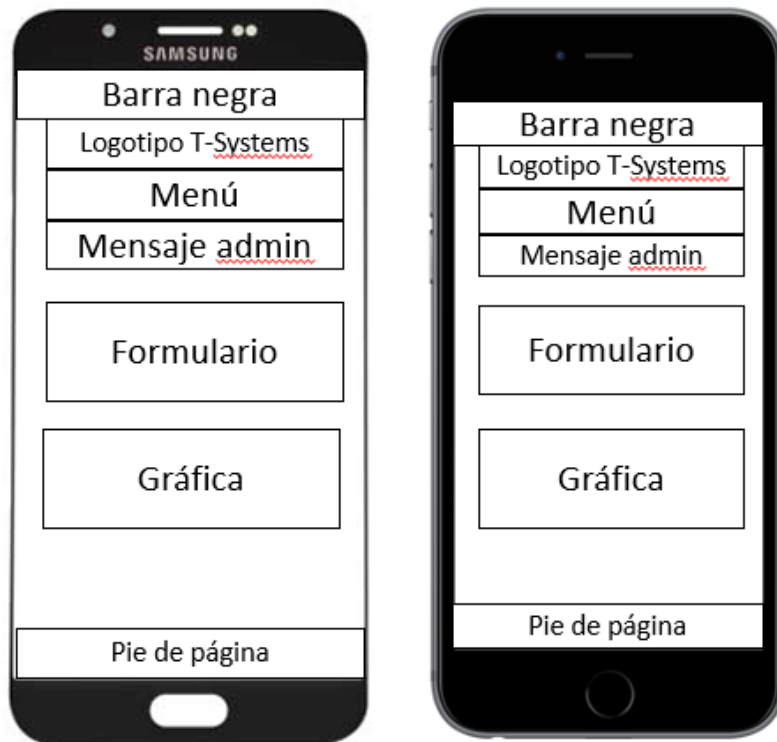 SAMSUNG
Barra negra
Logotipo T-Systems
Menú
Mensaje admin
Formulario
Gráfica
Pie de página
Barra negra
Logotipo T-Systems
Menú
Mensaje admin
Formulario
Gráfica
Pie de página